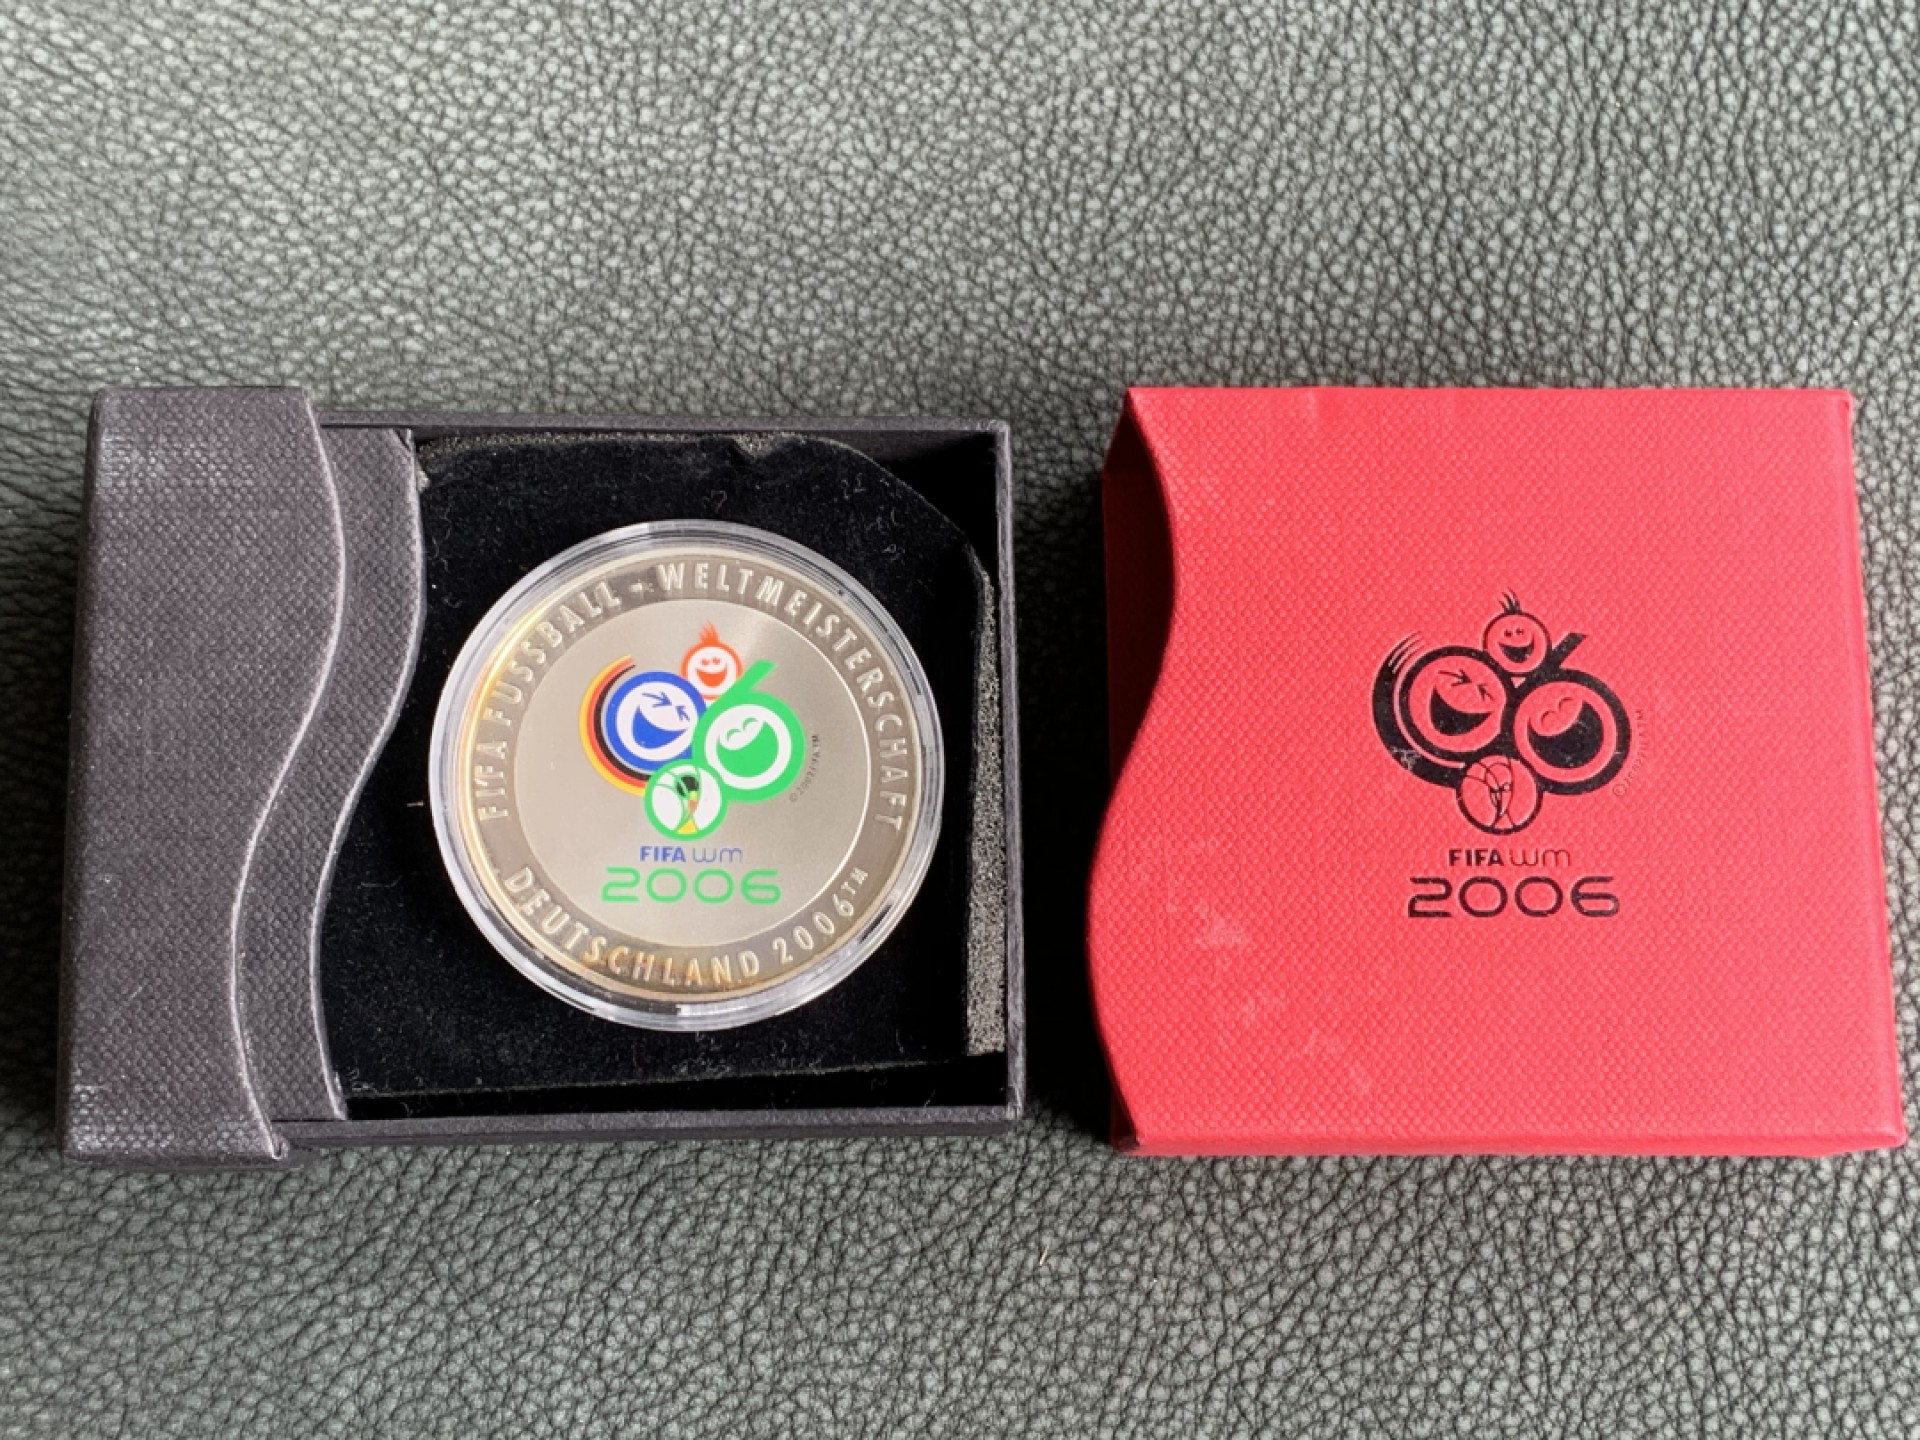 FIFA FUSSBALL - WELTMEISTERSCHAFT
DEUTSCHLAND 2006™
FIFA WM
2006
FIFA WM
2006